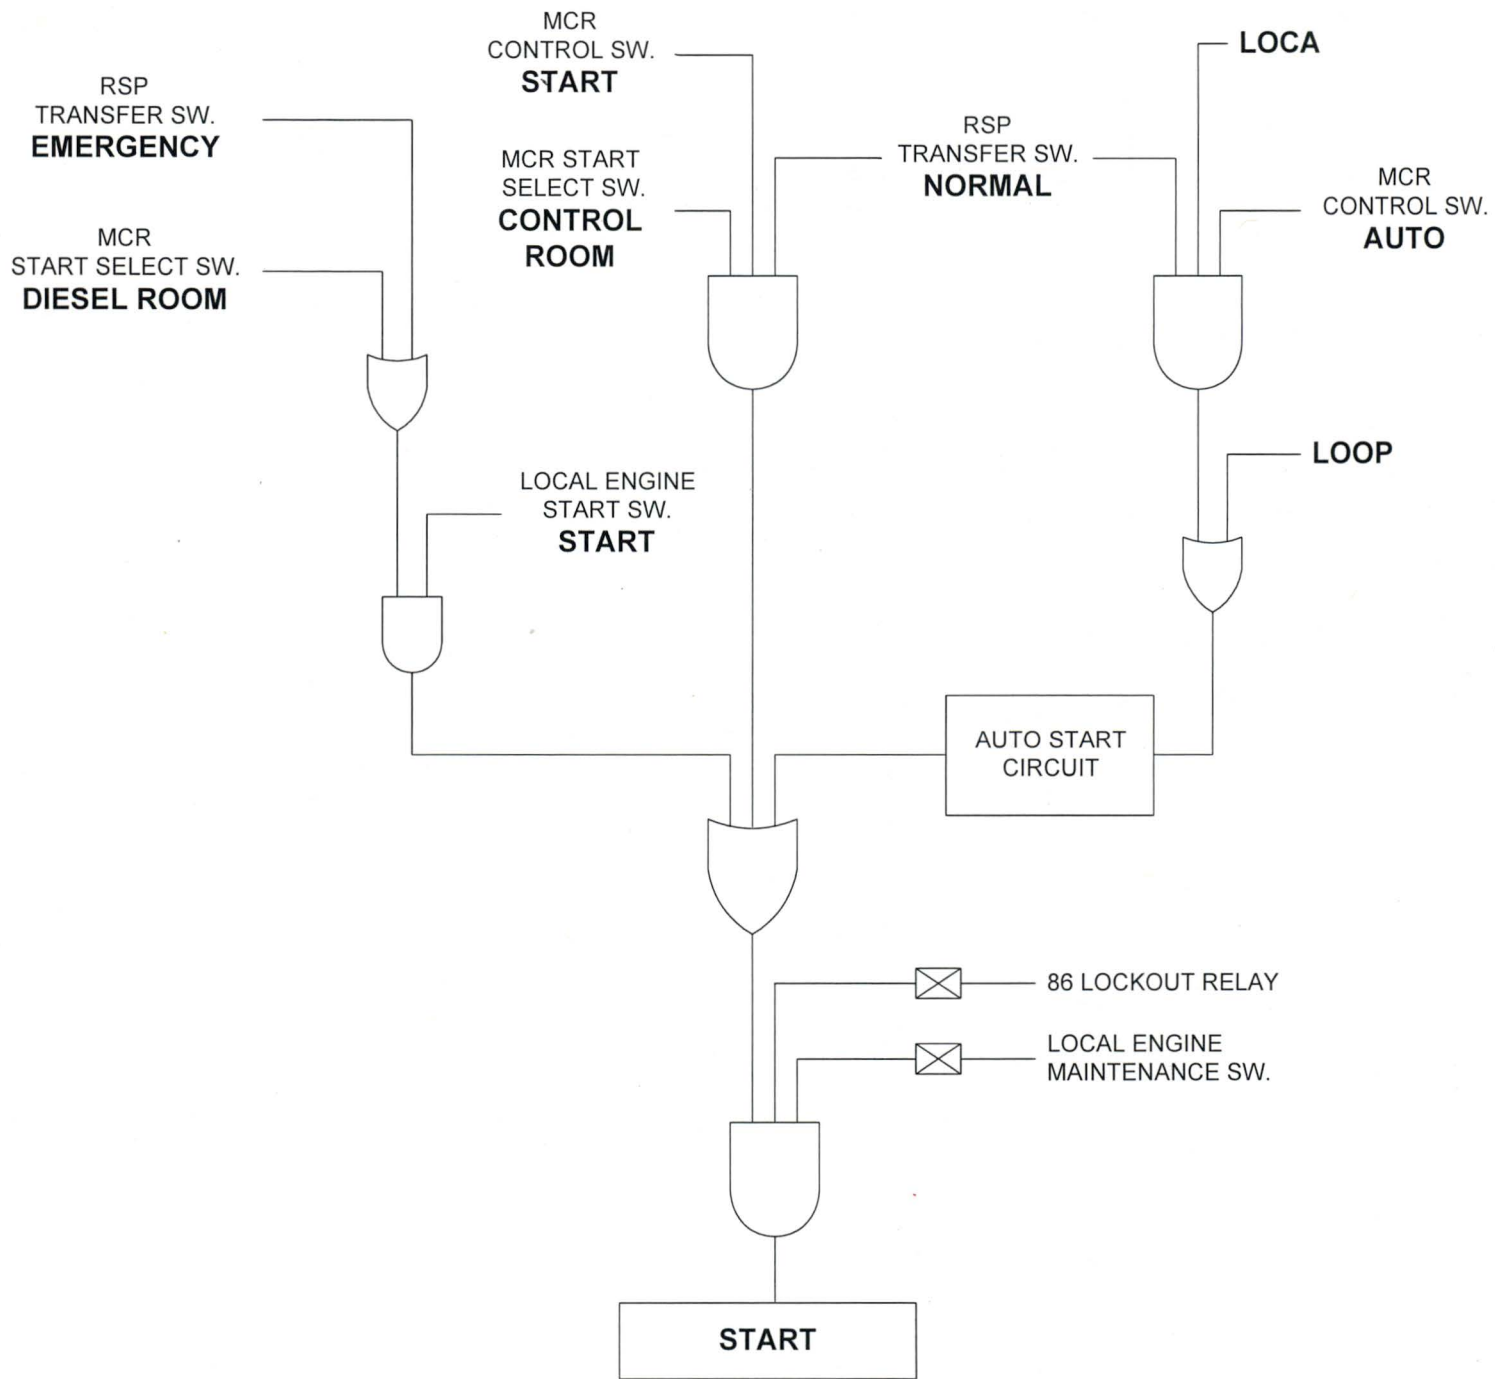 MCR
CONTROL SW.
START
LOCA
RSP
TRANSFER SW.
EMERGENCY
RSP
TRANSFER SW.
NORMAL
MCR START
SELECT SW.
CONTROL
ROOM
MCR
CONTROL SW.
AUTO
MCR
START SELECT SW.
DIESEL ROOM
LOOP
LOCAL ENGINE
START SW.
START
AUTO START
CIRCUIT
86 LOCKOUT RELAY
LOCAL ENGINE
MAINTENANCE SW.
START